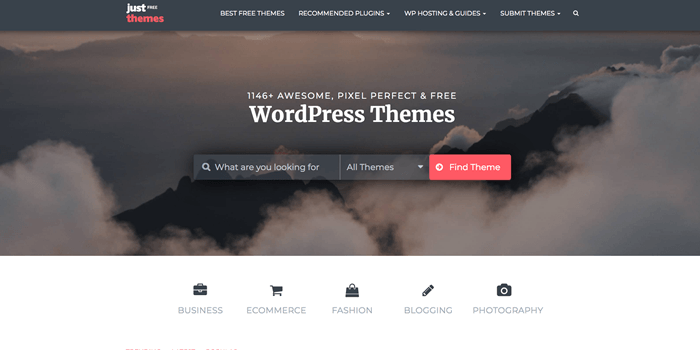 just FREE
themes
BEST FREE THEMES RECOMMENDED PLUGINS WP HOSTING & GUIDES SUBMIT THEMES
1146+ AWESOME, PIXEL PERFECT & FREE
WordPress Themes
What are you looking for All Themes Find Theme
BUSINESS ECOMMERCE FASHION BLOGGING PHOTOGRAPHY